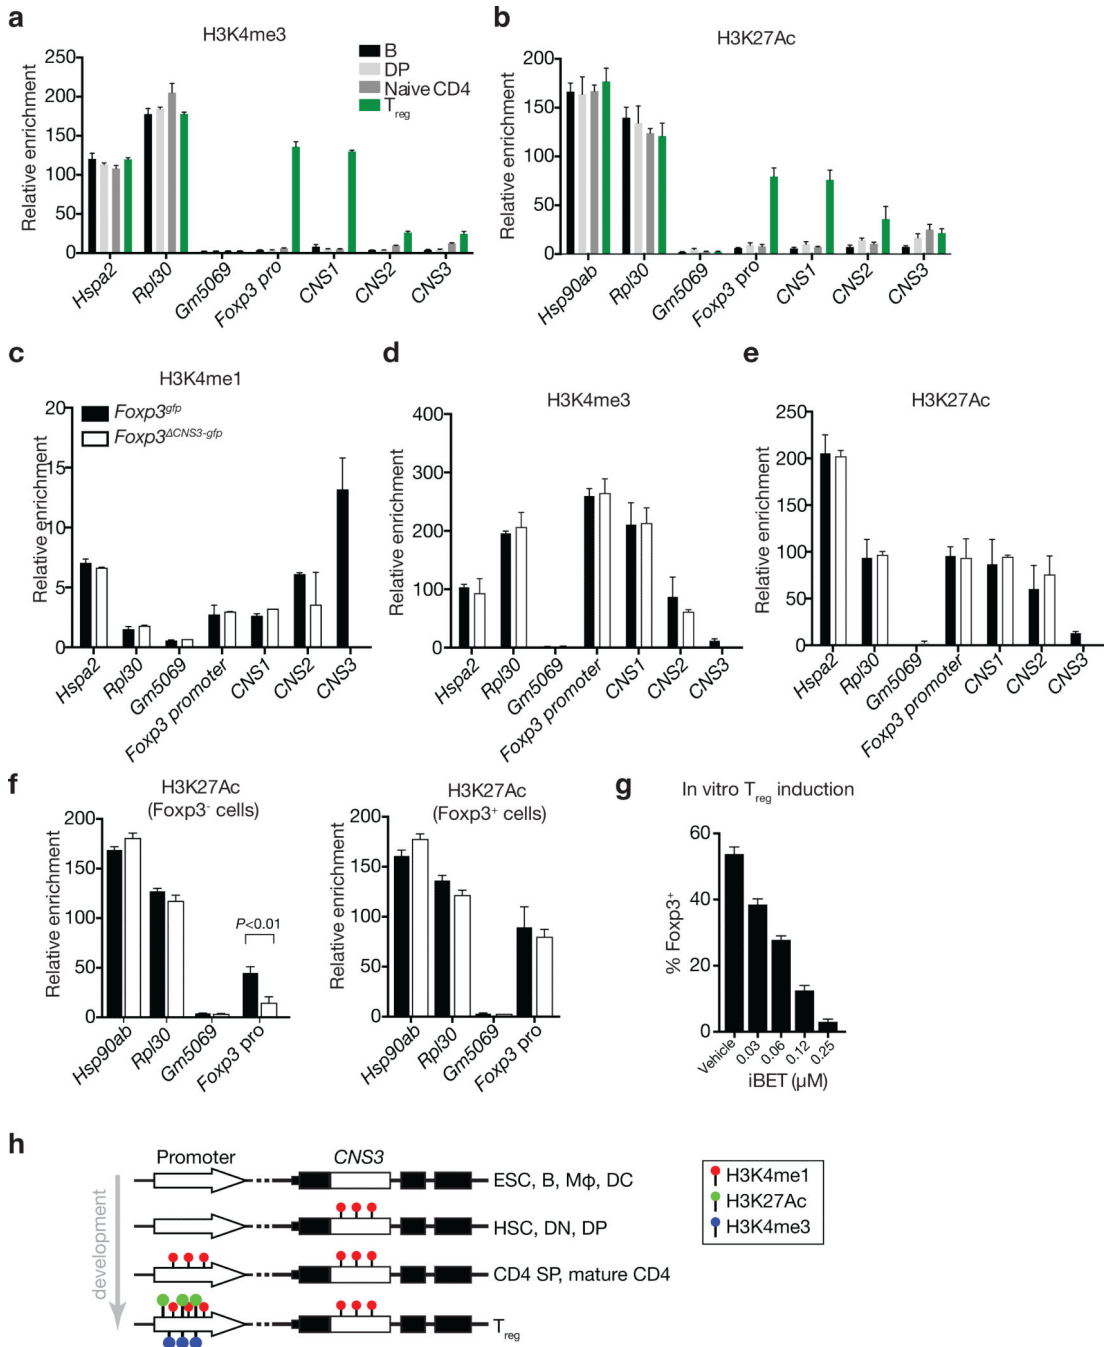 a
H3K4me3
Relative enrichment
250
200
150
100
50
0
B
DP
Naive CD4
Treg
Hspa2
Rpl30
Gm5069
Foxp3 pro
CNS1
CNS2
CNS3
b
H3K27Ac
Relative enrichment
200
150
100
50
0
Hsp90ab
Rpl30
Gm5069
Foxp3 pro
CNS1
CNS2
CNS3
c
H3K4me1
Relative enrichment
20
15
10
5
0
Foxp3gfp
Foxp3ΔCNS3-gfp
Hspa2
Rpl30
Gm5069
Foxp3 promoter
CNS1
CNS2
CNS3
d
H3K4me3
Relative enrichment
400
300
200
100
0
Hspa2
Rpl30
Gm5069
Foxp3 promoter
CNS1
CNS2
CNS3
e
H3K27Ac
Relative enrichment
250
200
150
100
50
0
Hspa2
Rpl30
Gm5069
Foxp3 promoter
CNS1
CNS2
CNS3
f
H3K27Ac
(Foxp3- cells)
Relative enrichment
200
150
100
50
0
P<0.01
Hsp90ab
Rpl30
Gm5069
Foxp3 pro
H3K27Ac
(Foxp3+ cells)
Relative enrichment
200
150
100
50
0
Hsp90ab
Rpl30
Gm5069
Foxp3 pro
g
In vitro Treg induction
% Foxp3+
60
40
20
0
Vehicle
0.03
0.06
0.12
0.25
iBET (µM)
h
development
Promoter
CNS3
ESC, B, Mϕ, DC
HSC, DN, DP
CD4 SP, mature CD4
Treg
H3K4me1
H3K27Ac
H3K4me3